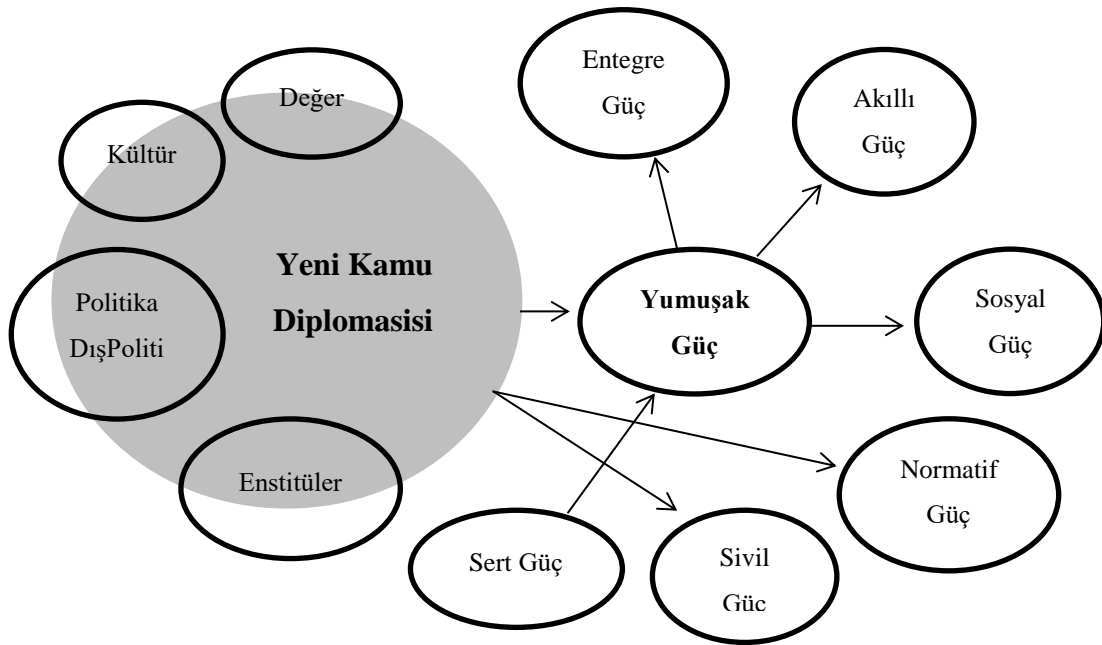 Değer
Kültür
Politika
DışPoliti
Enstitüler
Yeni Kamu
Diplomasisi
Entegre
Güç
Akıllı
Güç
Yumuşak
Güç
Sosyal
Güç
Normatif
Güç
Sert Güç
Sivil
Güç